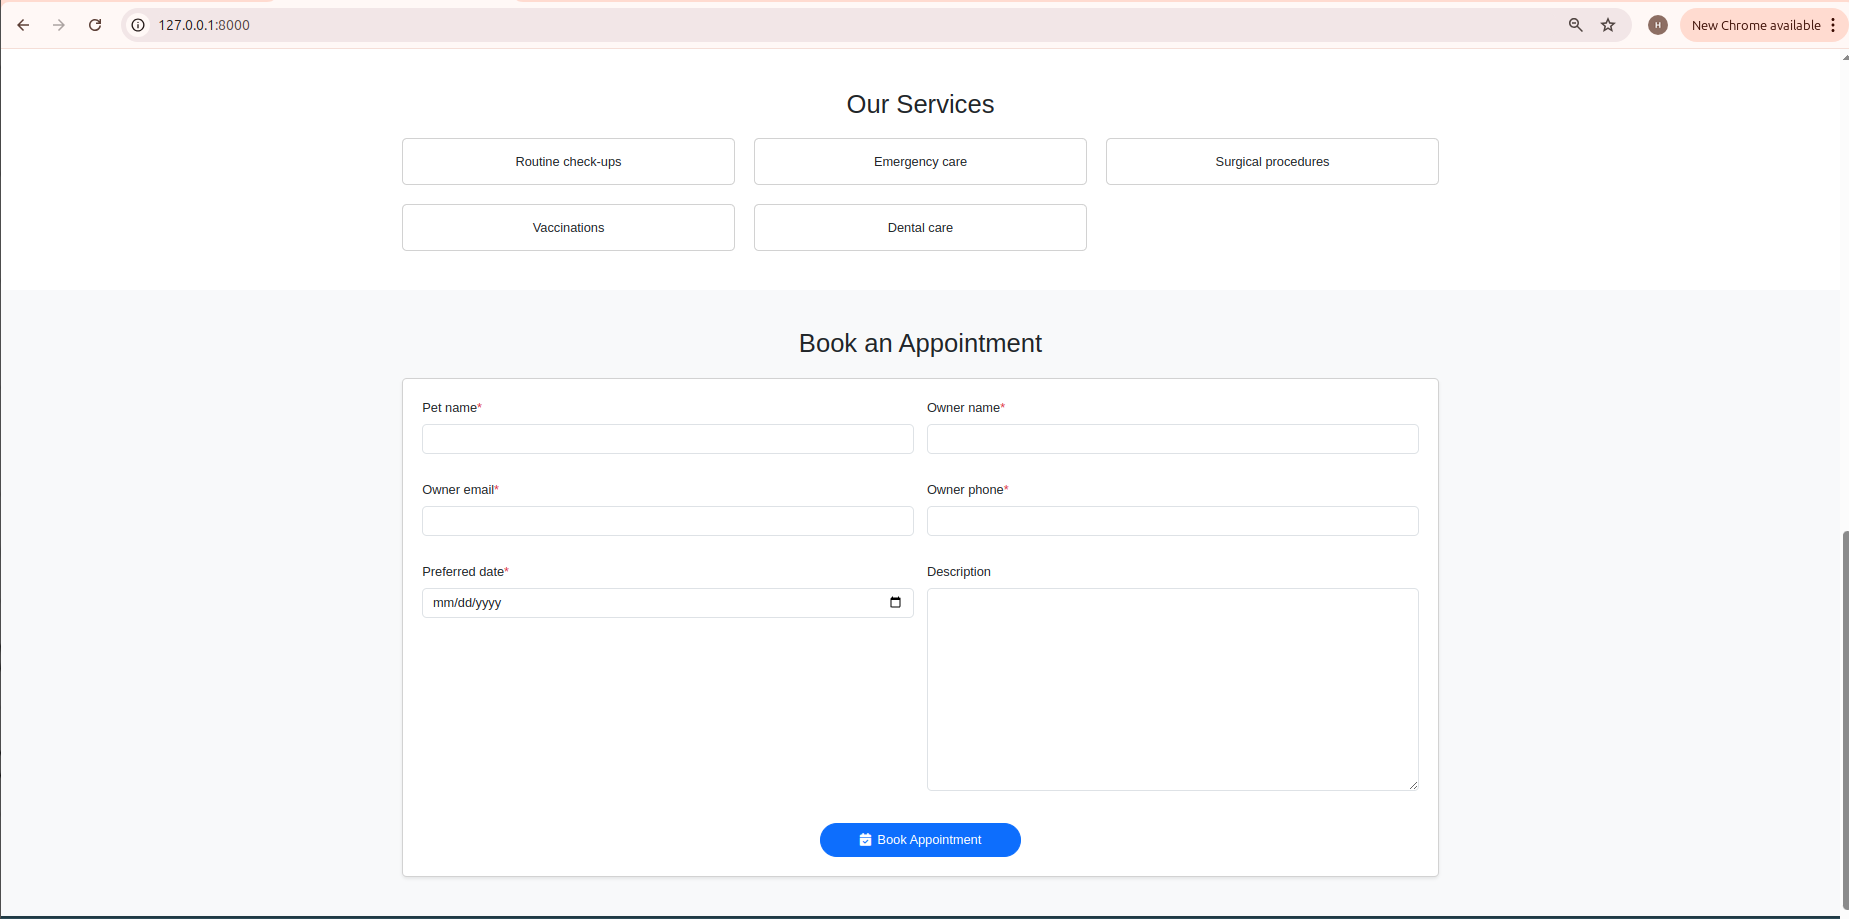 127.0.0.1:8000
H
New Chrome available
Our Services
Routine check-ups
Emergency care
Surgical procedures
Vaccinations
Dental care
Book an Appointment
Pet name*
Owner name*
Owner email*
Owner phone*
Preferred date*
Description
mm/dd/yyyy
Book Appointment